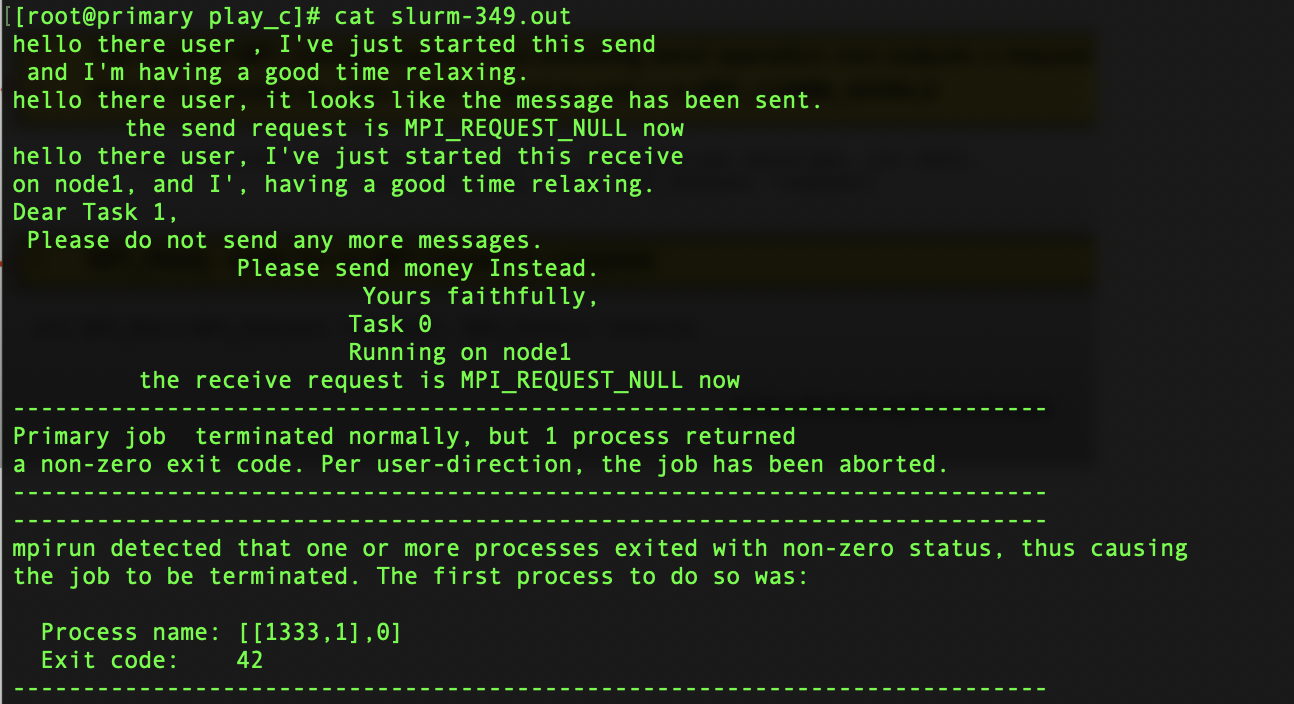 [[root@primary play_c]# cat slurm-349.out
hello there user , I've just started this send
 and I'm having a good time relaxing.
hello there user, it looks like the message has been sent.
        the send request is MPI_REQUEST_NULL now
hello there user, I've just started this receive
on node1, and I', having a good time relaxing.
Dear Task 1,
 Please do not send any more messages.
                Please send money Instead.
                         Yours faithfully,
                        Task 0
                        Running on node1
         the receive request is MPI_REQUEST_NULL now
--------------------------------------------------------------------------
Primary job  terminated normally, but 1 process returned
a non-zero exit code. Per user-direction, the job has been aborted.
--------------------------------------------------------------------------
--------------------------------------------------------------------------
mpirun detected that one or more processes exited with non-zero status, thus causing
the job to be terminated. The first process to do so was:

  Process name: [[1333,1],0]
  Exit code:    42
--------------------------------------------------------------------------